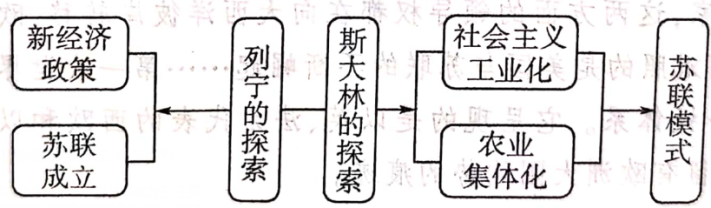 新经济
政策
苏联
成立
列宁的探索
斯大林的探索
社会主义
工业化
农业
集体化
苏联模式